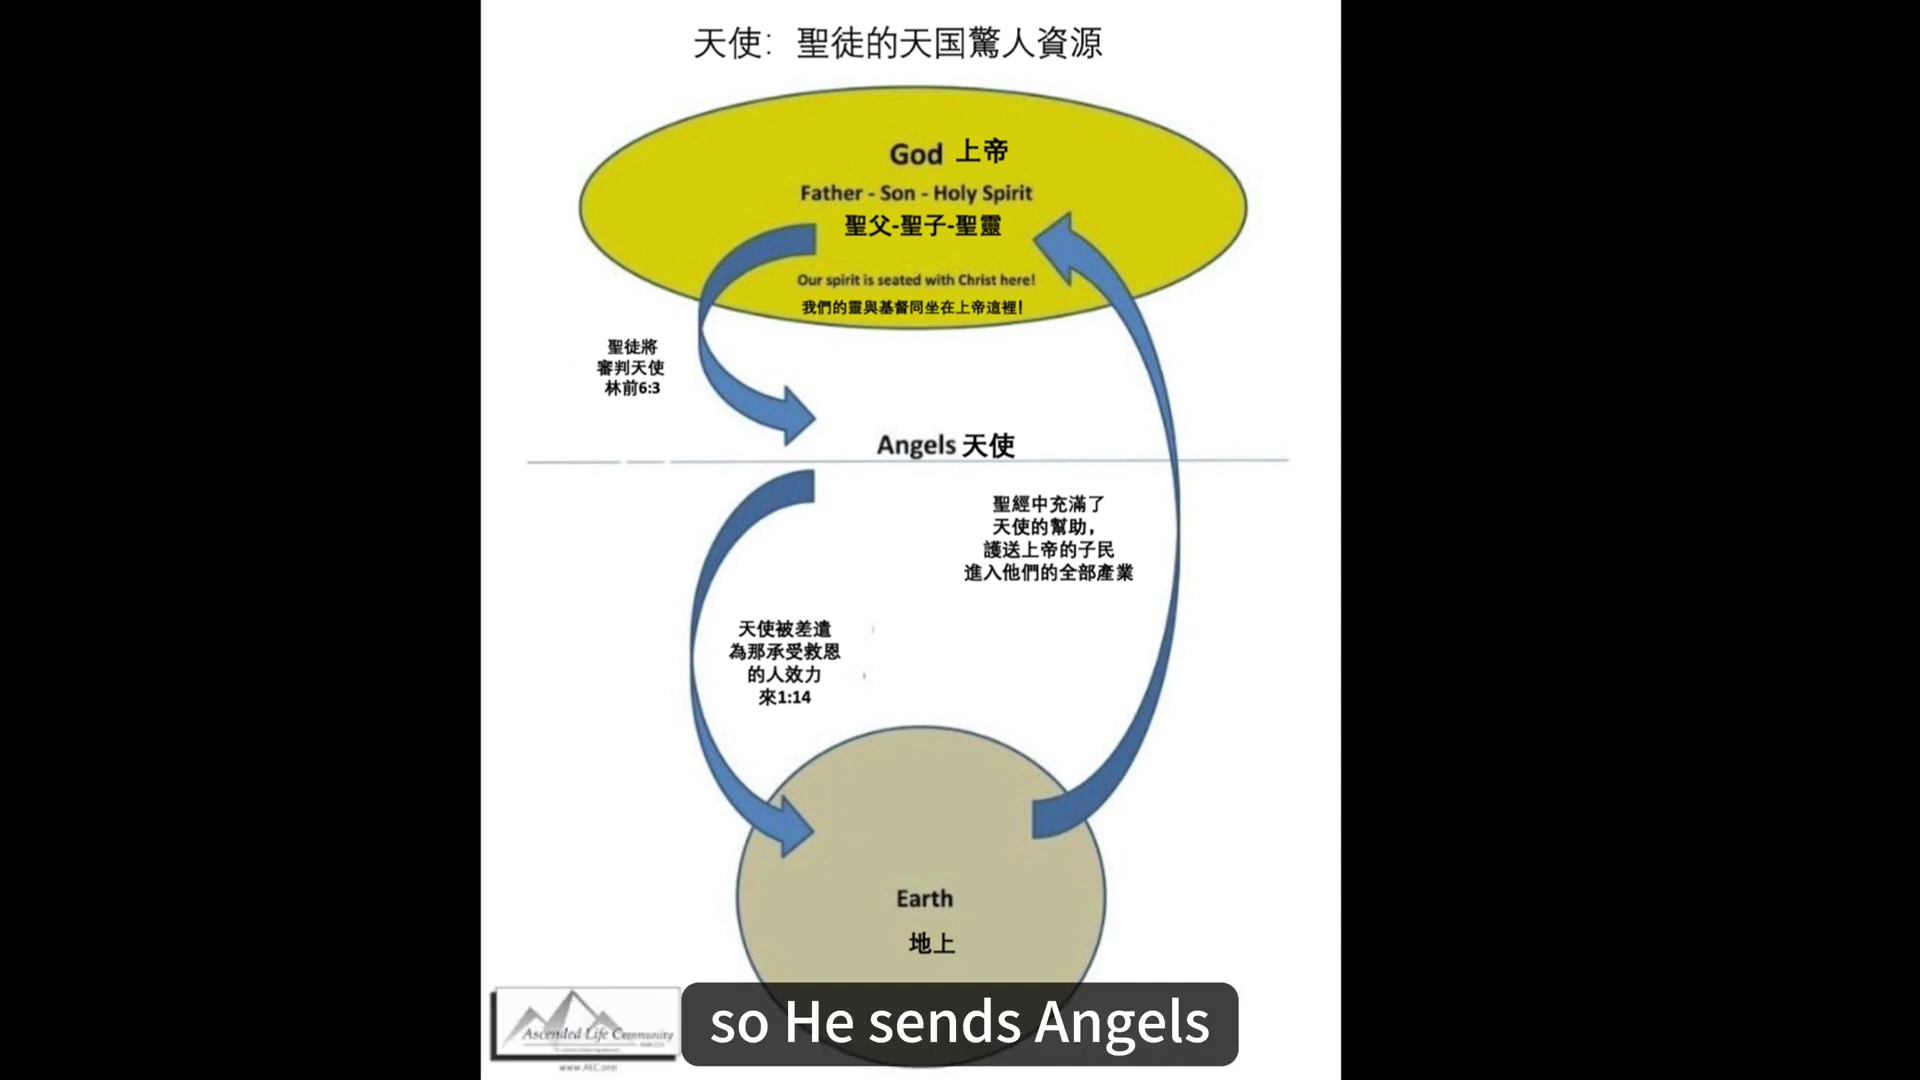 天使：聖徒的天国驚人資源
God 上帝
Father - Son - Holy Spirit
聖父-聖子-聖靈
Our spirit is seated with Christ here!
我們的靈與基督同坐在上帝這裡!
聖徒將
審判天使
林前6:3
Angels 天使
聖經中充滿了
天使的幫助，
護送上帝的子民
進入他們的全部產業
天使被差遣
為那承受救恩
的人效力
來1:14
Earth
地上
Ascended Life Community
www.ALC.one
so He sends Angels